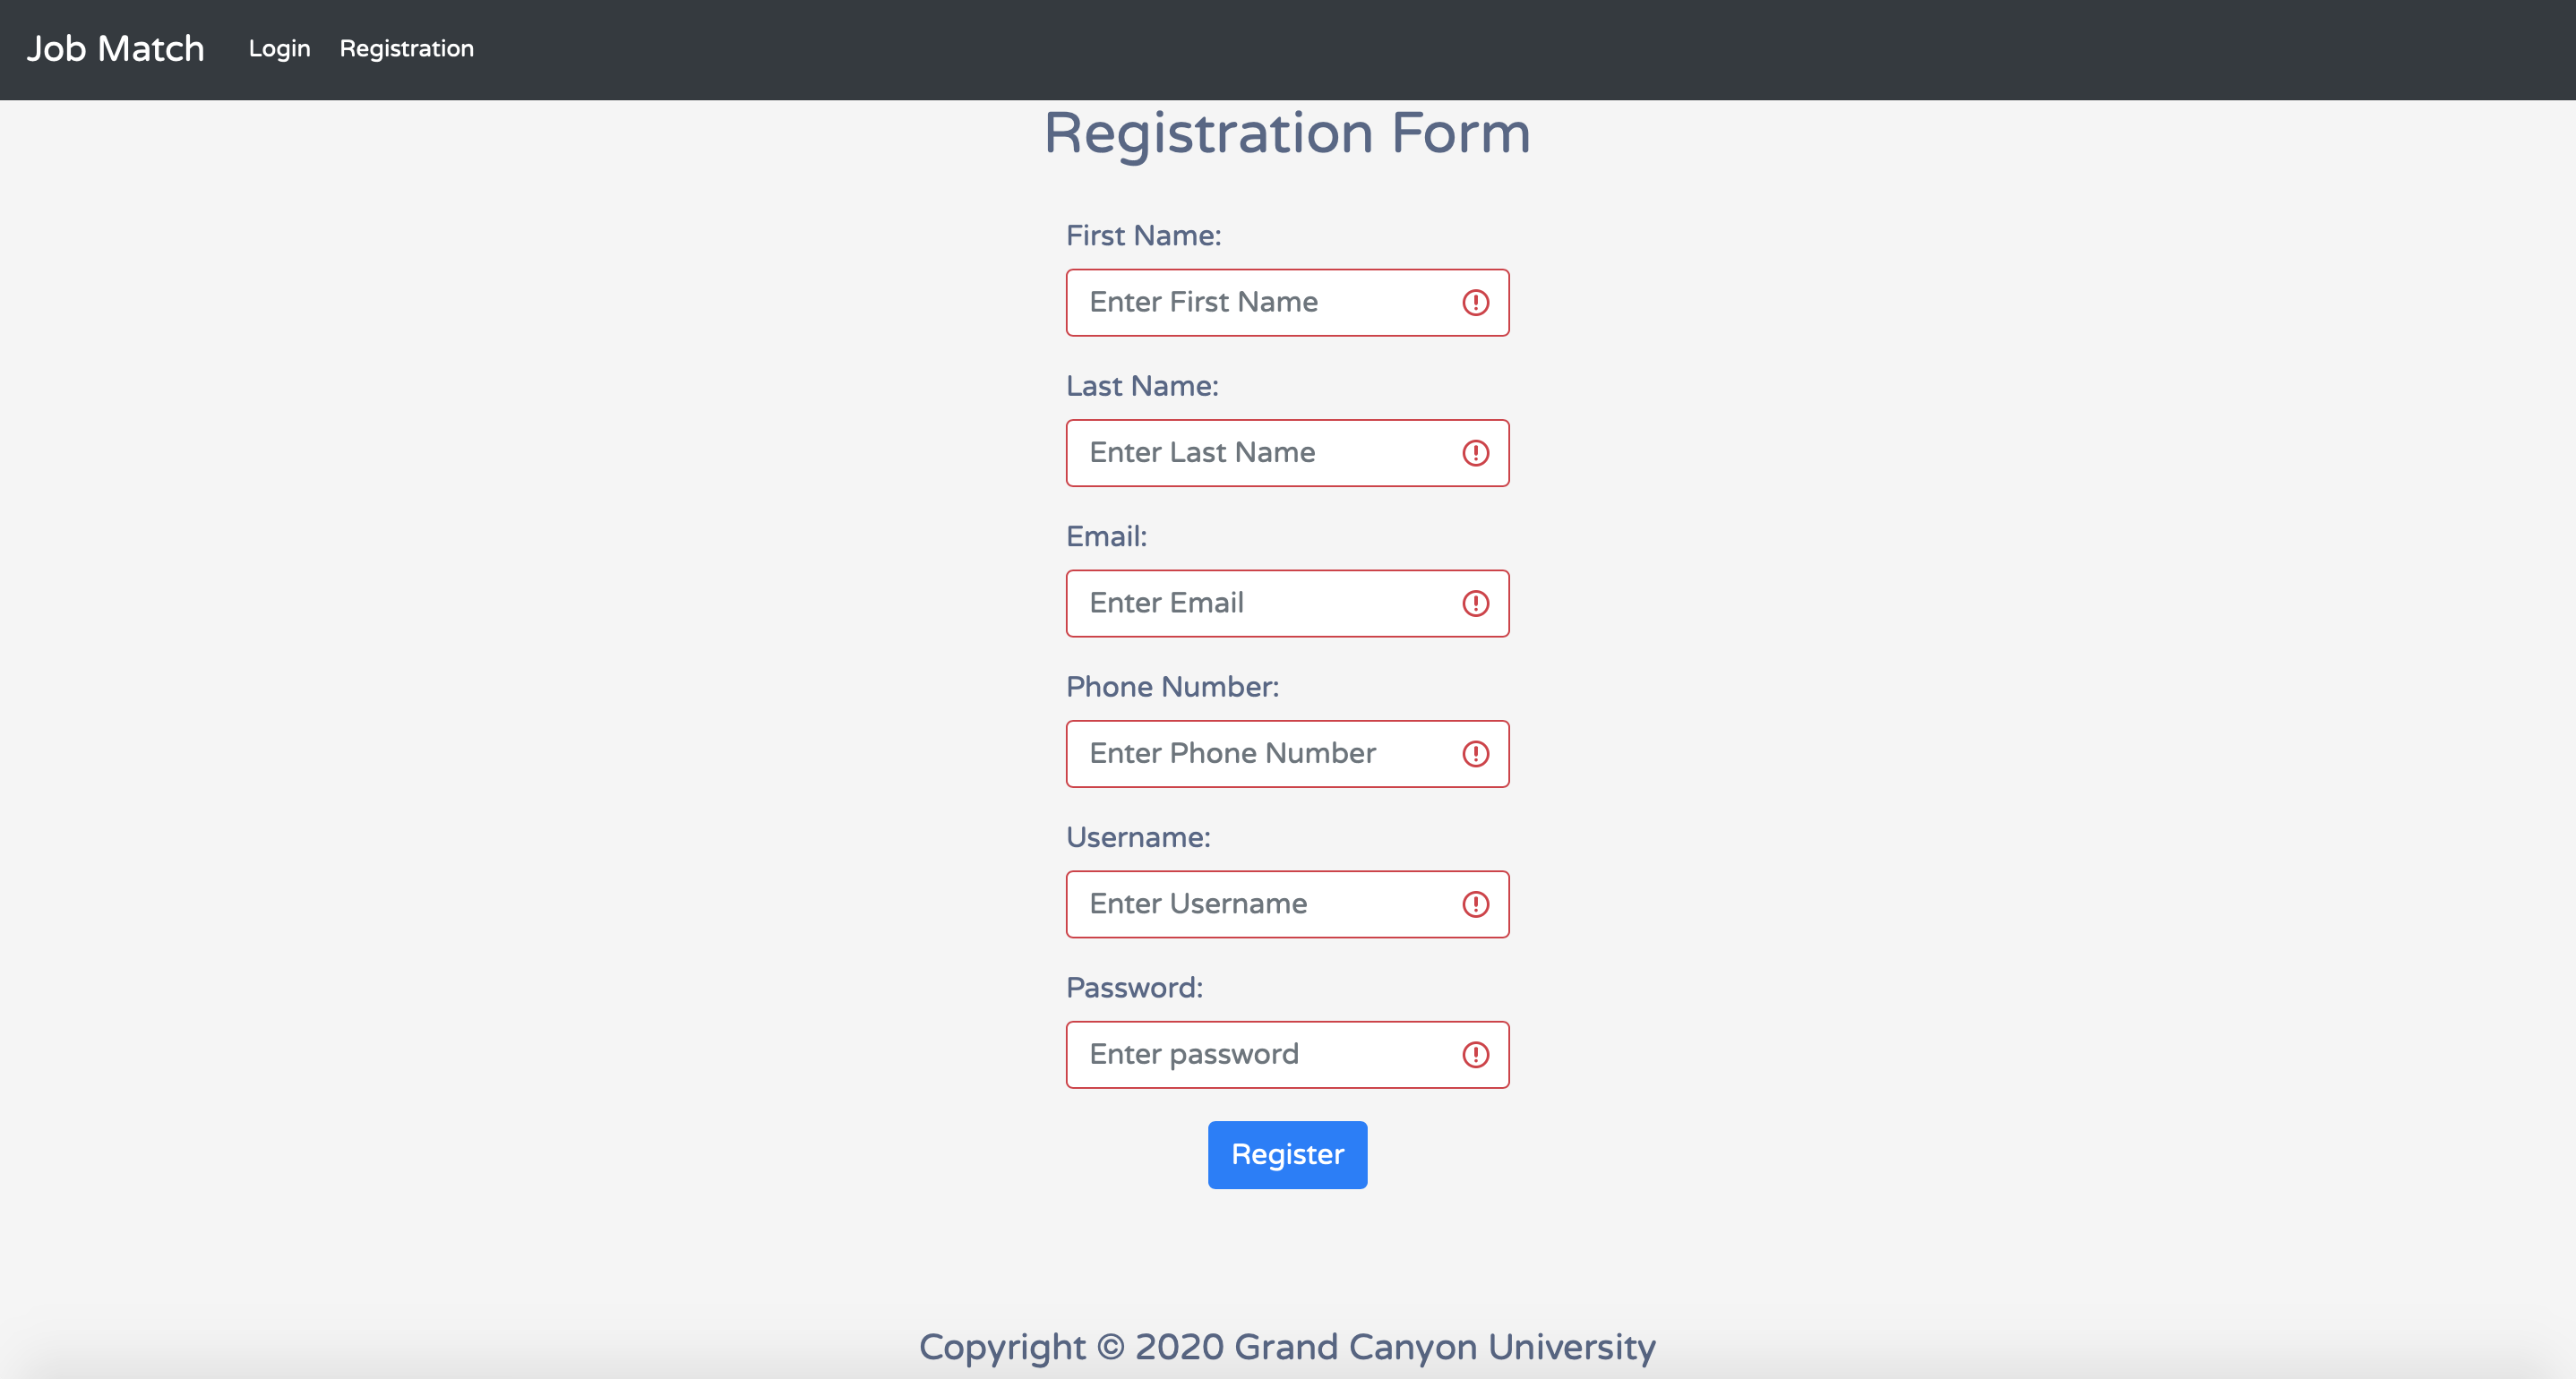 Job Match Login Registration
Registration Form
First Name:
Enter First Name
Last Name:
Enter Last Name
Email:
Enter Email
Phone Number:
Enter Phone Number
Username:
Enter Username
Password:
Enter password
Register
Copyright © 2020 Grand Canyon University